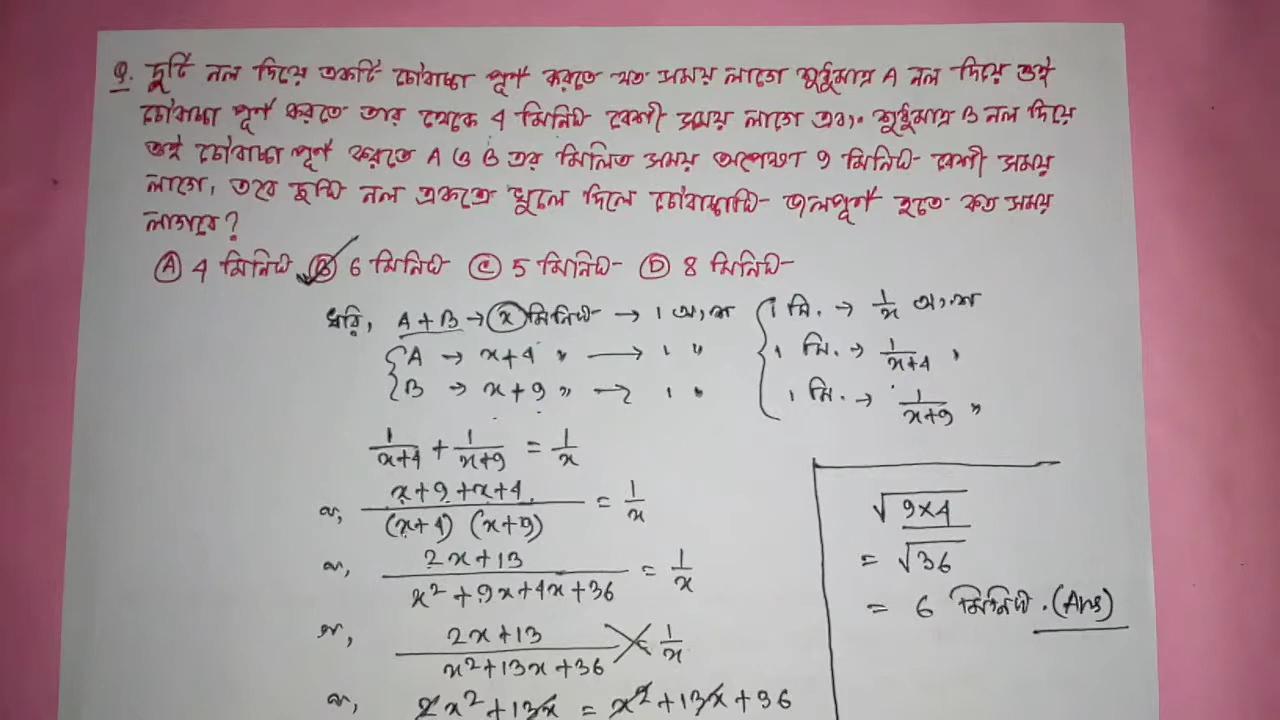 Q. দুটি নল দিয়ে একটি চৌবাচ্চা পূর্ণ করতে যত সময় লাগে শুধুমাত্র A নল দিয়ে ওই
চৌবাচ্চা পূর্ণ করতে তার থেকে 4 মিনিট বেশী সময় লাগে এবং শুধুমাত্র B নল দিয়ে
ওই চৌবাচ্চা পূর্ণ করতে A ও B এর মিলিত সময় অপেক্ষা 9 মিনিট বেশী সময়
লাগে, তবে দুটি নল একত্রে খুলে দিলে চৌবাচ্চাটি জলপূর্ণ হতে কত সময়
লাগবে?
Ⓐ 4 মিনিট Ⓑ 6 মিনিট Ⓒ 5 মিনিট Ⓓ 8 মিনিট
ধরি, A + B → x মিনিট → 1 অংশ { 1 মি. → 1/x অংশ
{ A → x+4 " → 1 " 1 মি. → 1/(x+4) "
B → x+9 " → 1 " 1 মি. → 1/(x+9) "
1/(x+4) + 1/(x+9) = 1/x
বা, (x+9+x+4)/((x+4)(x+9)) = 1/x
বা, (2x+13)/(x²+9x+4x+36) = 1/x
বা, (2x+13)/(x²+13x+36) = 1/x
বা, 2x²+13x = x²+13x+36
√(9×4)
= √36
= 6 মিনিট. (Ans)